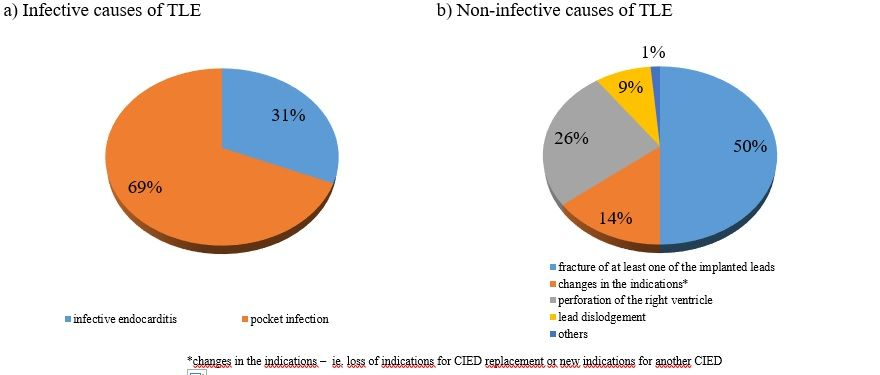 a) Infective causes of TLE
b) Non-infective causes of TLE
31%
69%
1%
9%
26%
50%
14%
infective endocarditis
pocket infection
fracture of at least one of the implanted leads
changes in the indications*
perforation of the right ventricle
lead dislodgement
others
*changes in the indications – ie. loss of indications for CIED replacement or new indications for another CIED